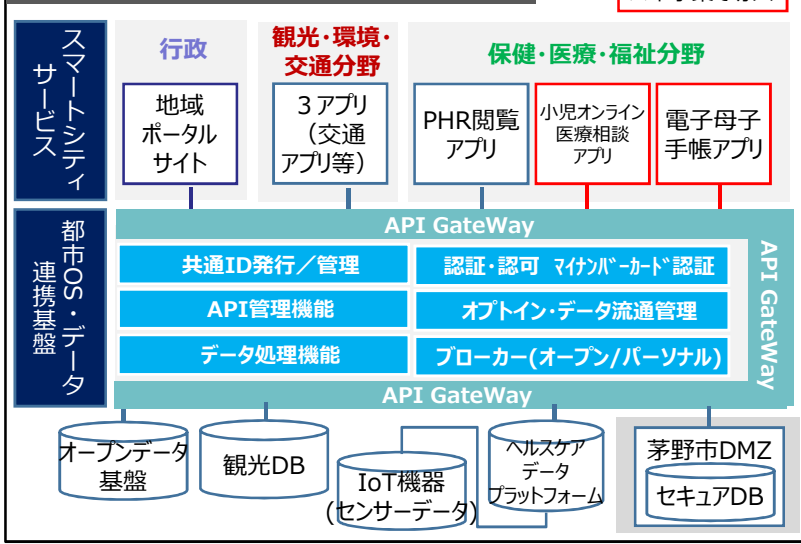 スマートシティ
サービス
行政
観光・環境・
交通分野
保健・医療・福祉分野
地域
ポータル
サイト
３アプリ
（交通
アプリ等）
PHR閲覧
アプリ
小児オンライン
医療相談
アプリ
電子母子
手帳アプリ
都市OS・データ
連携基盤
API GateWay
共通ID発行／管理
認証・認可 ﾏｲﾅﾝﾊﾞｰｶｰﾄﾞ認証
API管理機能
オプトイン・データ流通管理
データ処理機能
ブローカー(オープン/パーソナル)
API GateWay
API GateWay
オープンデータ
基盤
観光DB
IoT機器
(センサーデータ)
ヘルスケア
データ
プラットフォーム
茅野市DMZ
セキュアDB